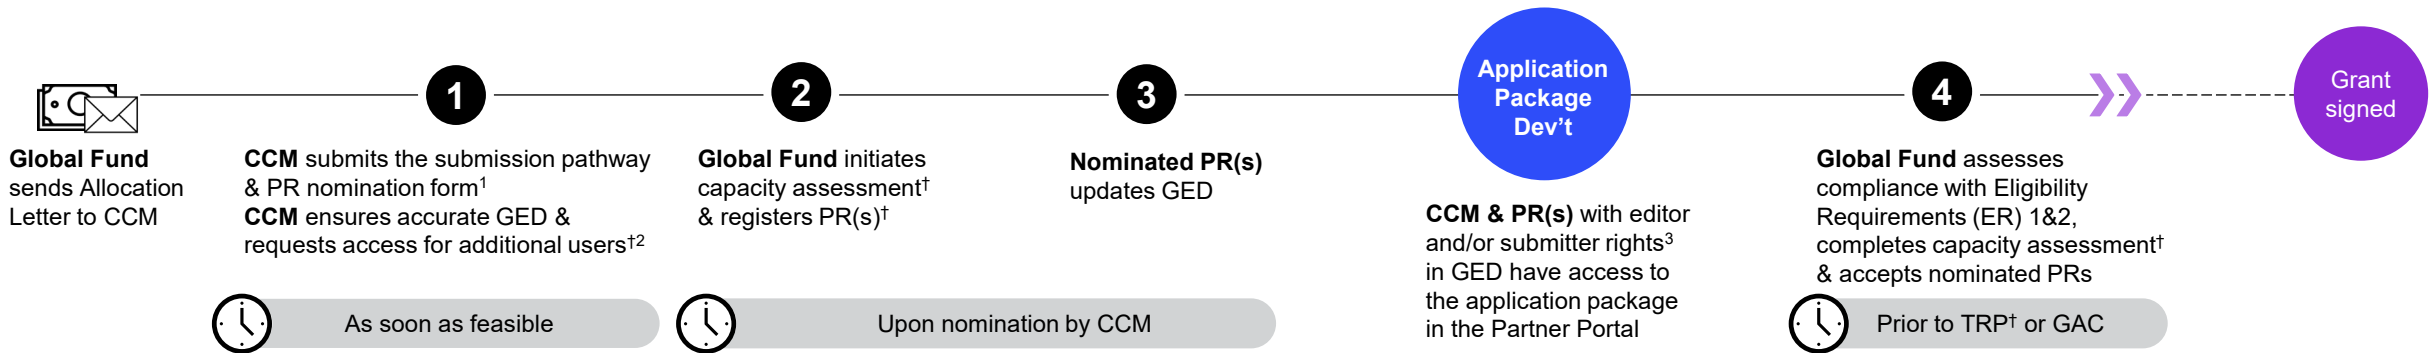 Global Fund
sends Allocation
Letter to CCM
1
CCM submits the submission pathway
& PR nomination form¹
CCM ensures accurate GED &
requests access for additional users†²
As soon as feasible
2
Global Fund initiates
capacity assessment†
& registers PR(s)†
3
Nominated PR(s)
updates GED
Upon nomination by CCM
Application
Package
Dev’t
CCM & PR(s) with editor
and/or submitter rights³
in GED have access to
the application package
in the Partner Portal
4
Global Fund assesses
compliance with Eligibility
Requirements (ER) 1&2,
completes capacity assessment†
& accepts nominated PRs
Prior to TRP† or GAC
Grant
signed